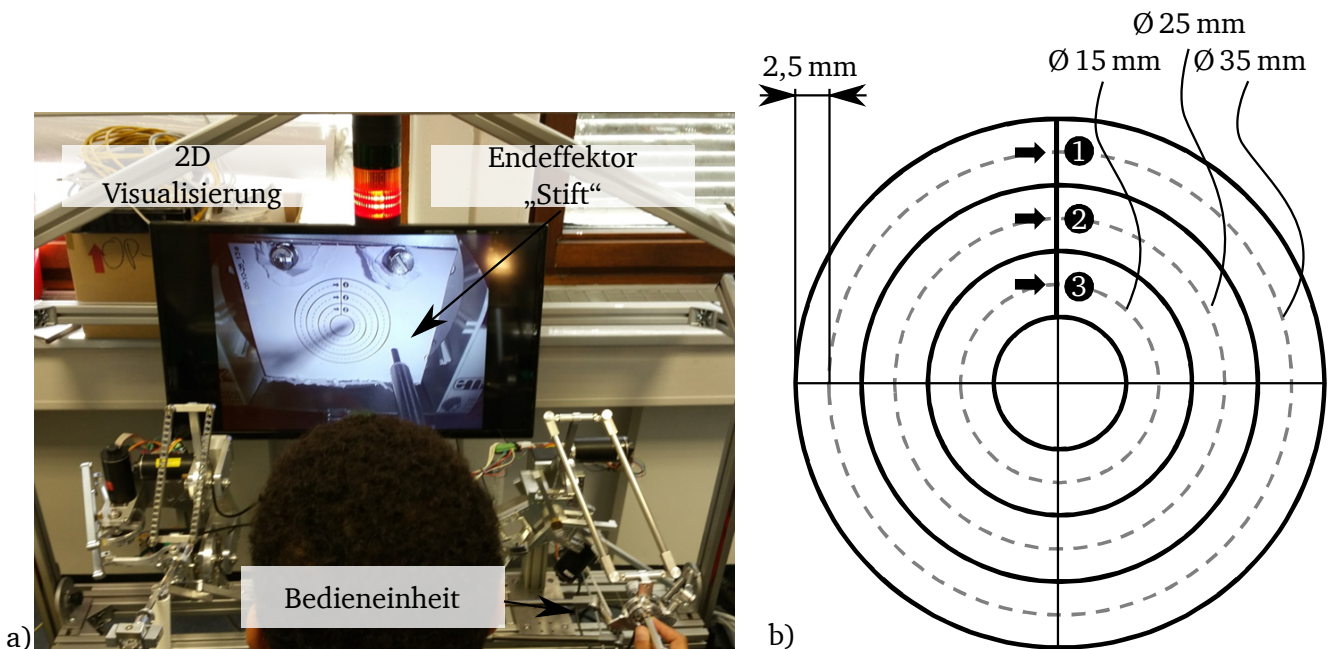 2D
Visualisierung
Endeffektor
„Stift“
Bedieneinheit
a)
2,5 mm
Ø 25 mm
Ø 15 mm
Ø 35 mm
1
2
3
b)